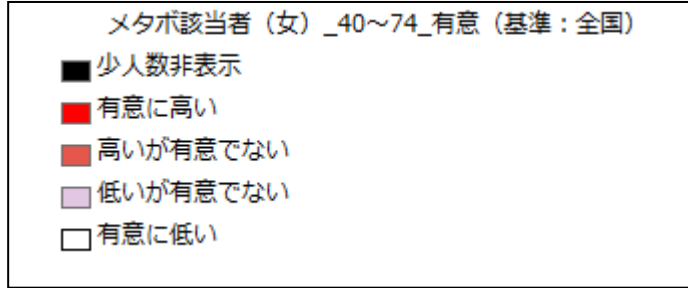 メタボ該当者（女）_40～74_有意（基準：全国）
少人数非表示
有意に高い
高いが有意でない
低いが有意でない
有意に低い